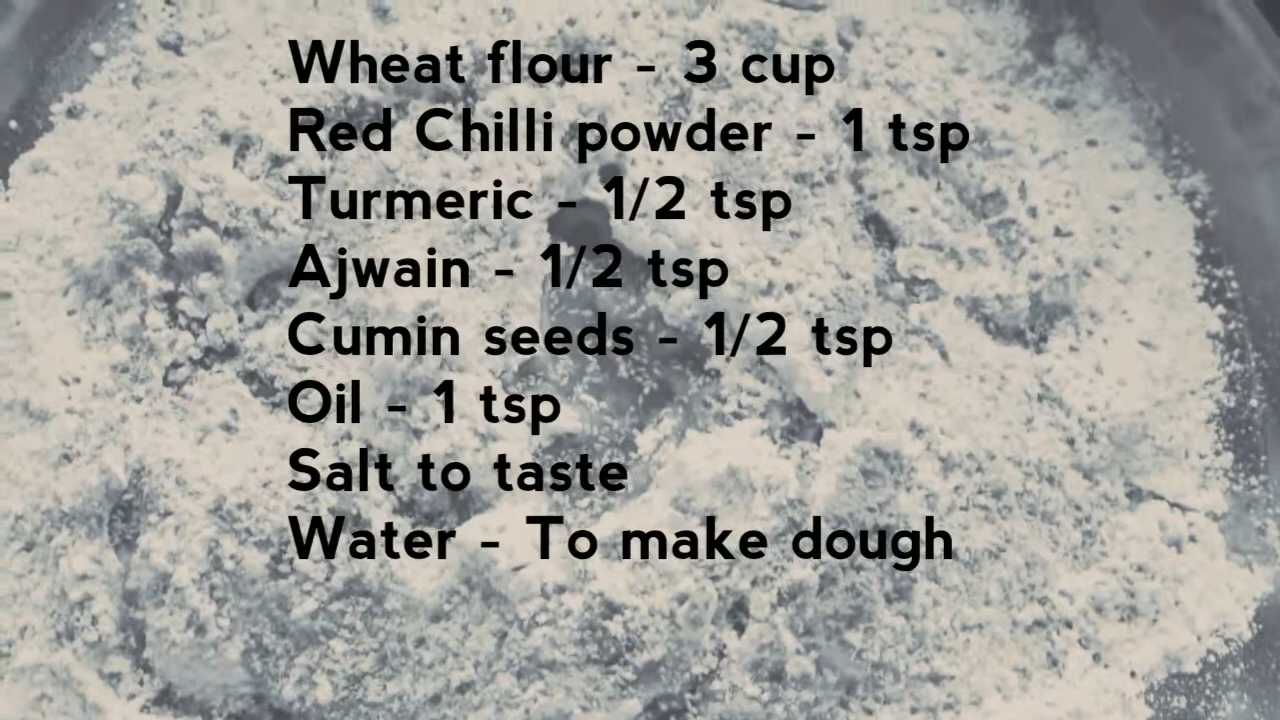 Wheat flour - 3 cup
Red Chilli powder - 1 tsp
Turmeric - 1/2 tsp
Ajwain - 1/2 tsp
Cumin seeds - 1/2 tsp
Oil - 1 tsp
Salt to taste
Water - To make dough